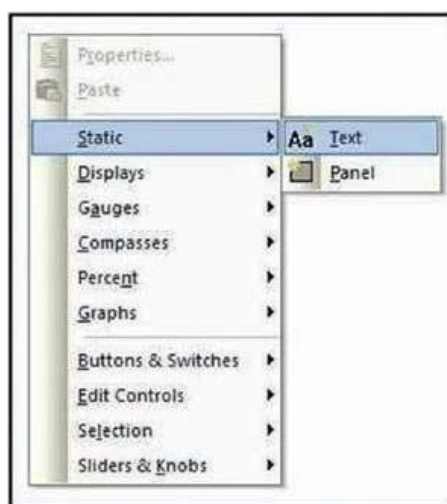 Properties...
Paste
Static
Aa Text
Panel
Displays
Gauges
Compasses
Percent
Graphs
Buttons & Switches
Edit Controls
Selection
Sliders & Knobs